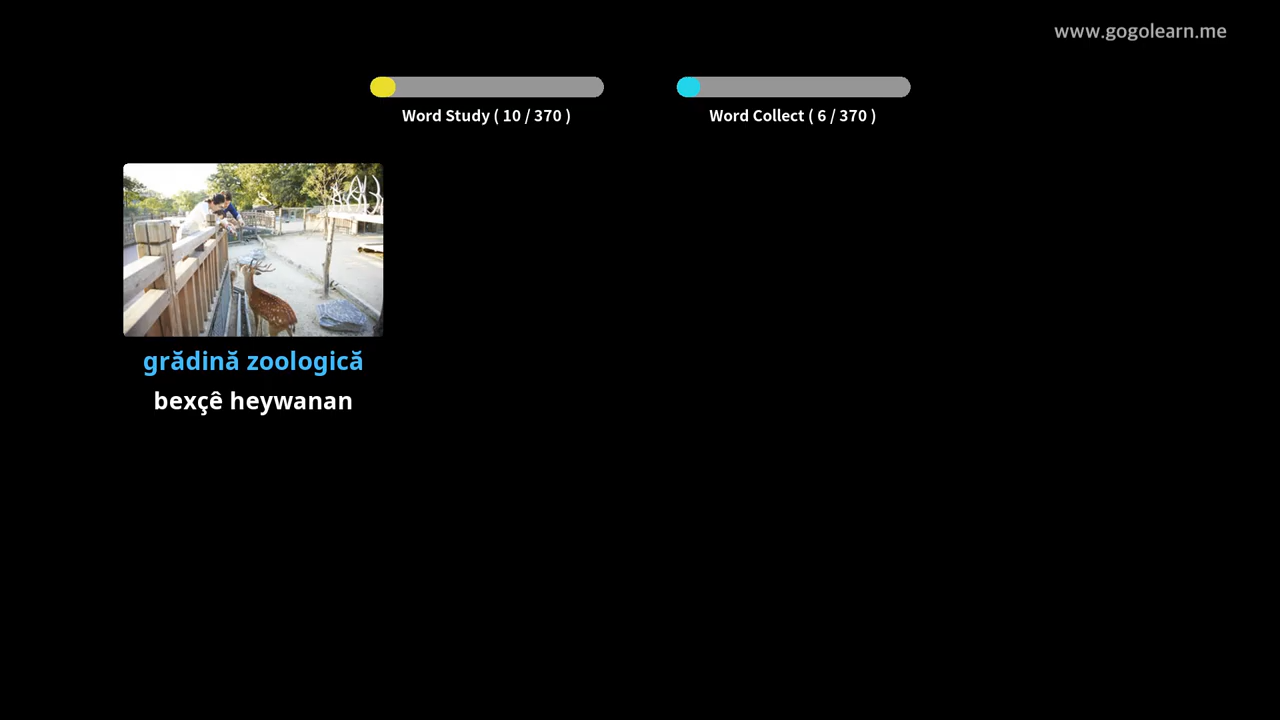 www.gogolearn.me
Word Study ( 10 / 370 )
Word Collect ( 6 / 370 )
grădină zoologică
bexçê heywanan